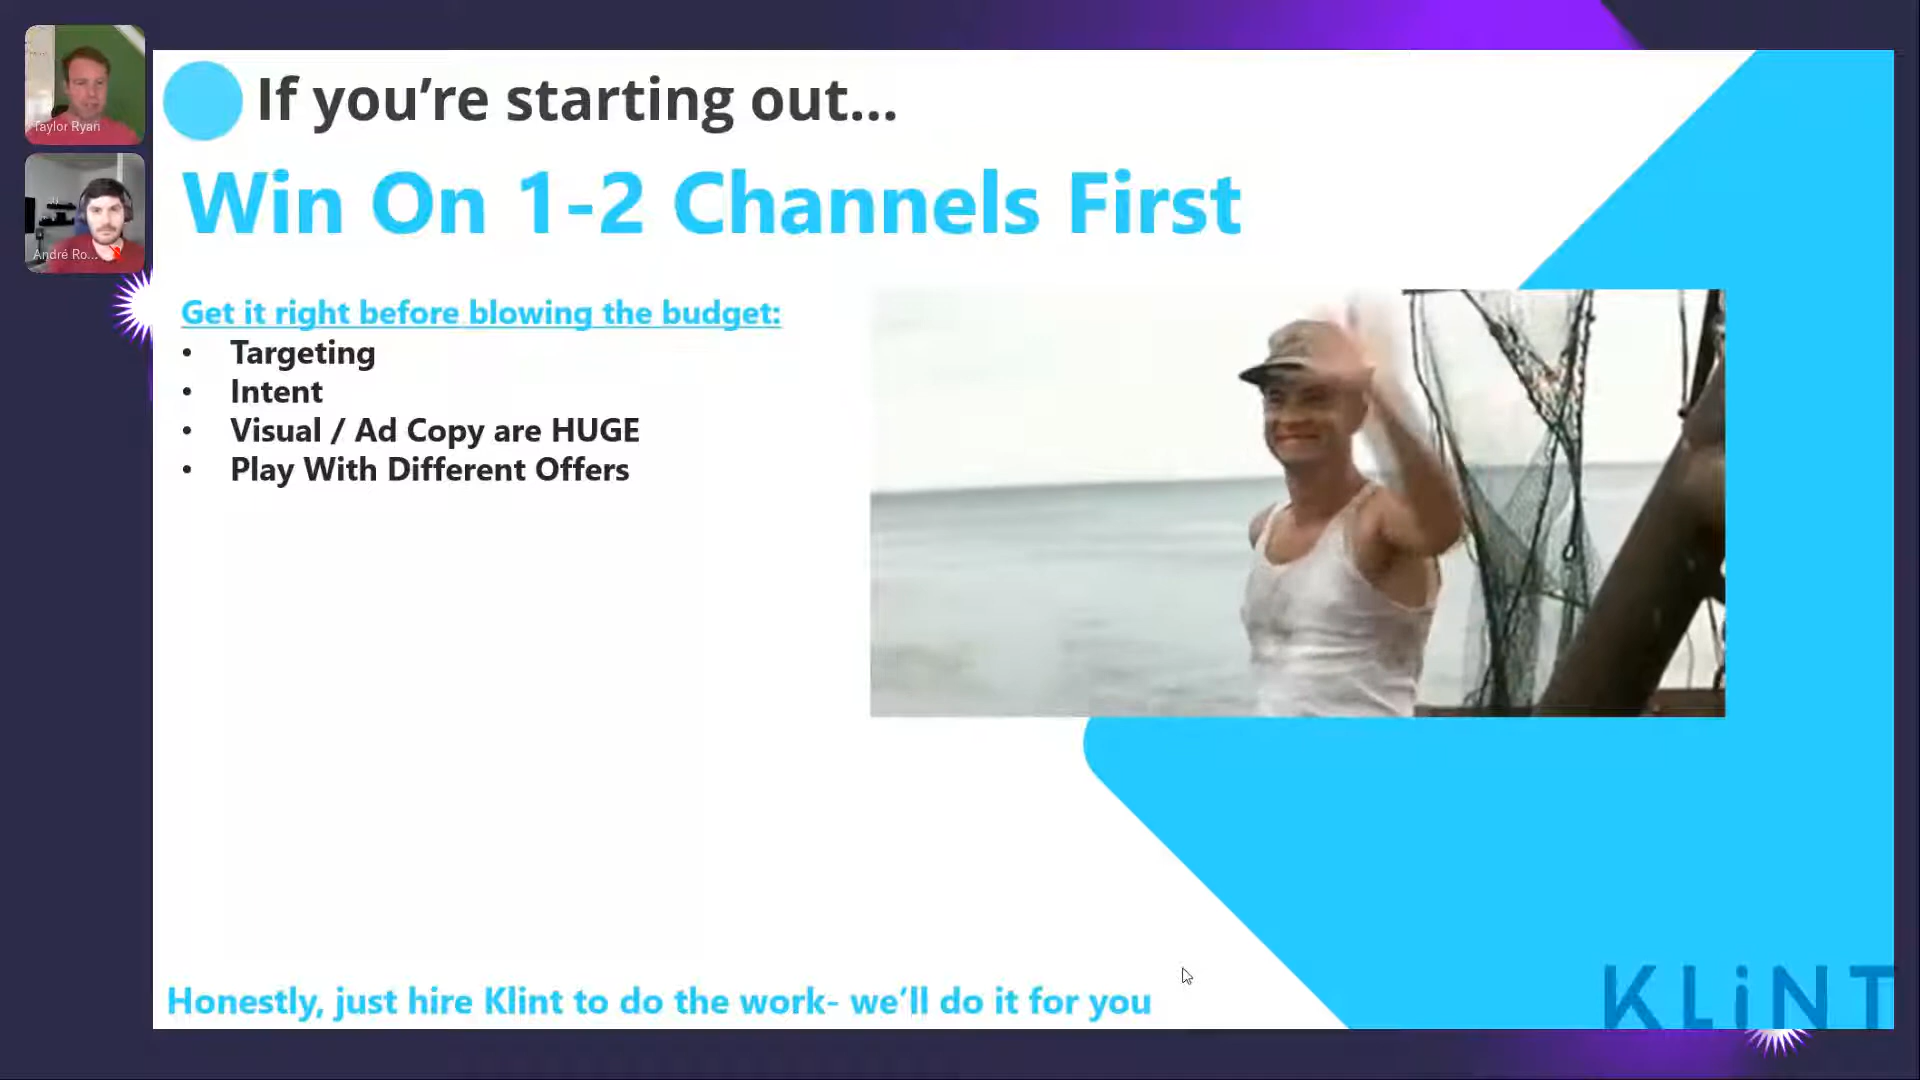 Taylor Ryan
André Ro...
If you’re starting out...
Win On 1-2 Channels First
Get it right before blowing the budget:
• Targeting
• Intent
• Visual / Ad Copy are HUGE
• Play With Different Offers
Honestly, just hire Klint to do the work- we’ll do it for you
KLiNT